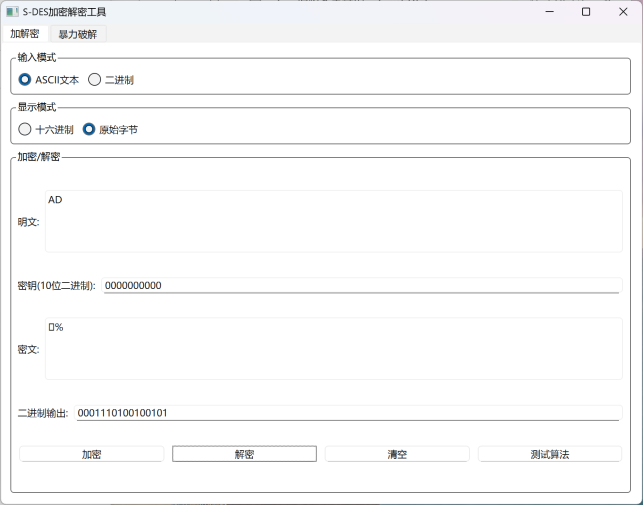 S-DES加密解密工具
加解密 暴力破解
输入模式
ASCII文本 二进制
显示模式
十六进制 原始字节
加密/解密
明文: AD
密钥(10位二进制): 0000000000
密文: %
二进制输出: 0001110100100101
加密 解密 清空 测试算法